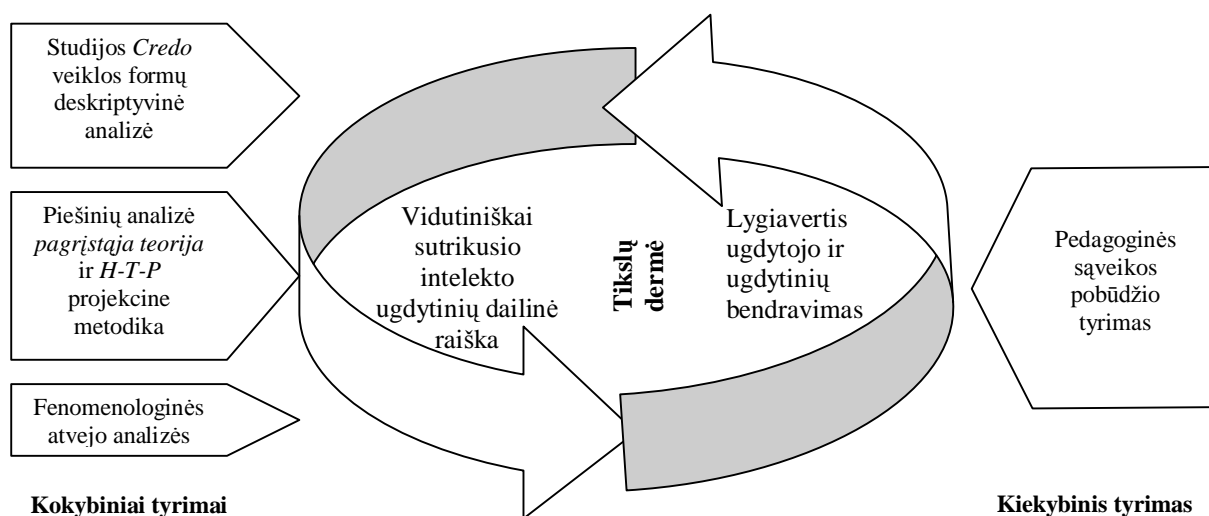 Studijos Credo
veiklos formų
deskriptyvinė
analizė
Piešinių analizė
pagrįstąja teorija
ir H-T-P
projekcine
metodika
Fenomenologinės
atvejo analizės
Kokybiniai tyrimai
Vidutiniškai
sutrikusio
intelekto
ugdytinių dailinė
raiška
Tikslų
dermė
Lygiavertis
ugdytojo ir
ugdytinių
bendravimas
Pedagoginės
sąveikos
pobūdžio
tyrimas
Kiekybinis tyrimas